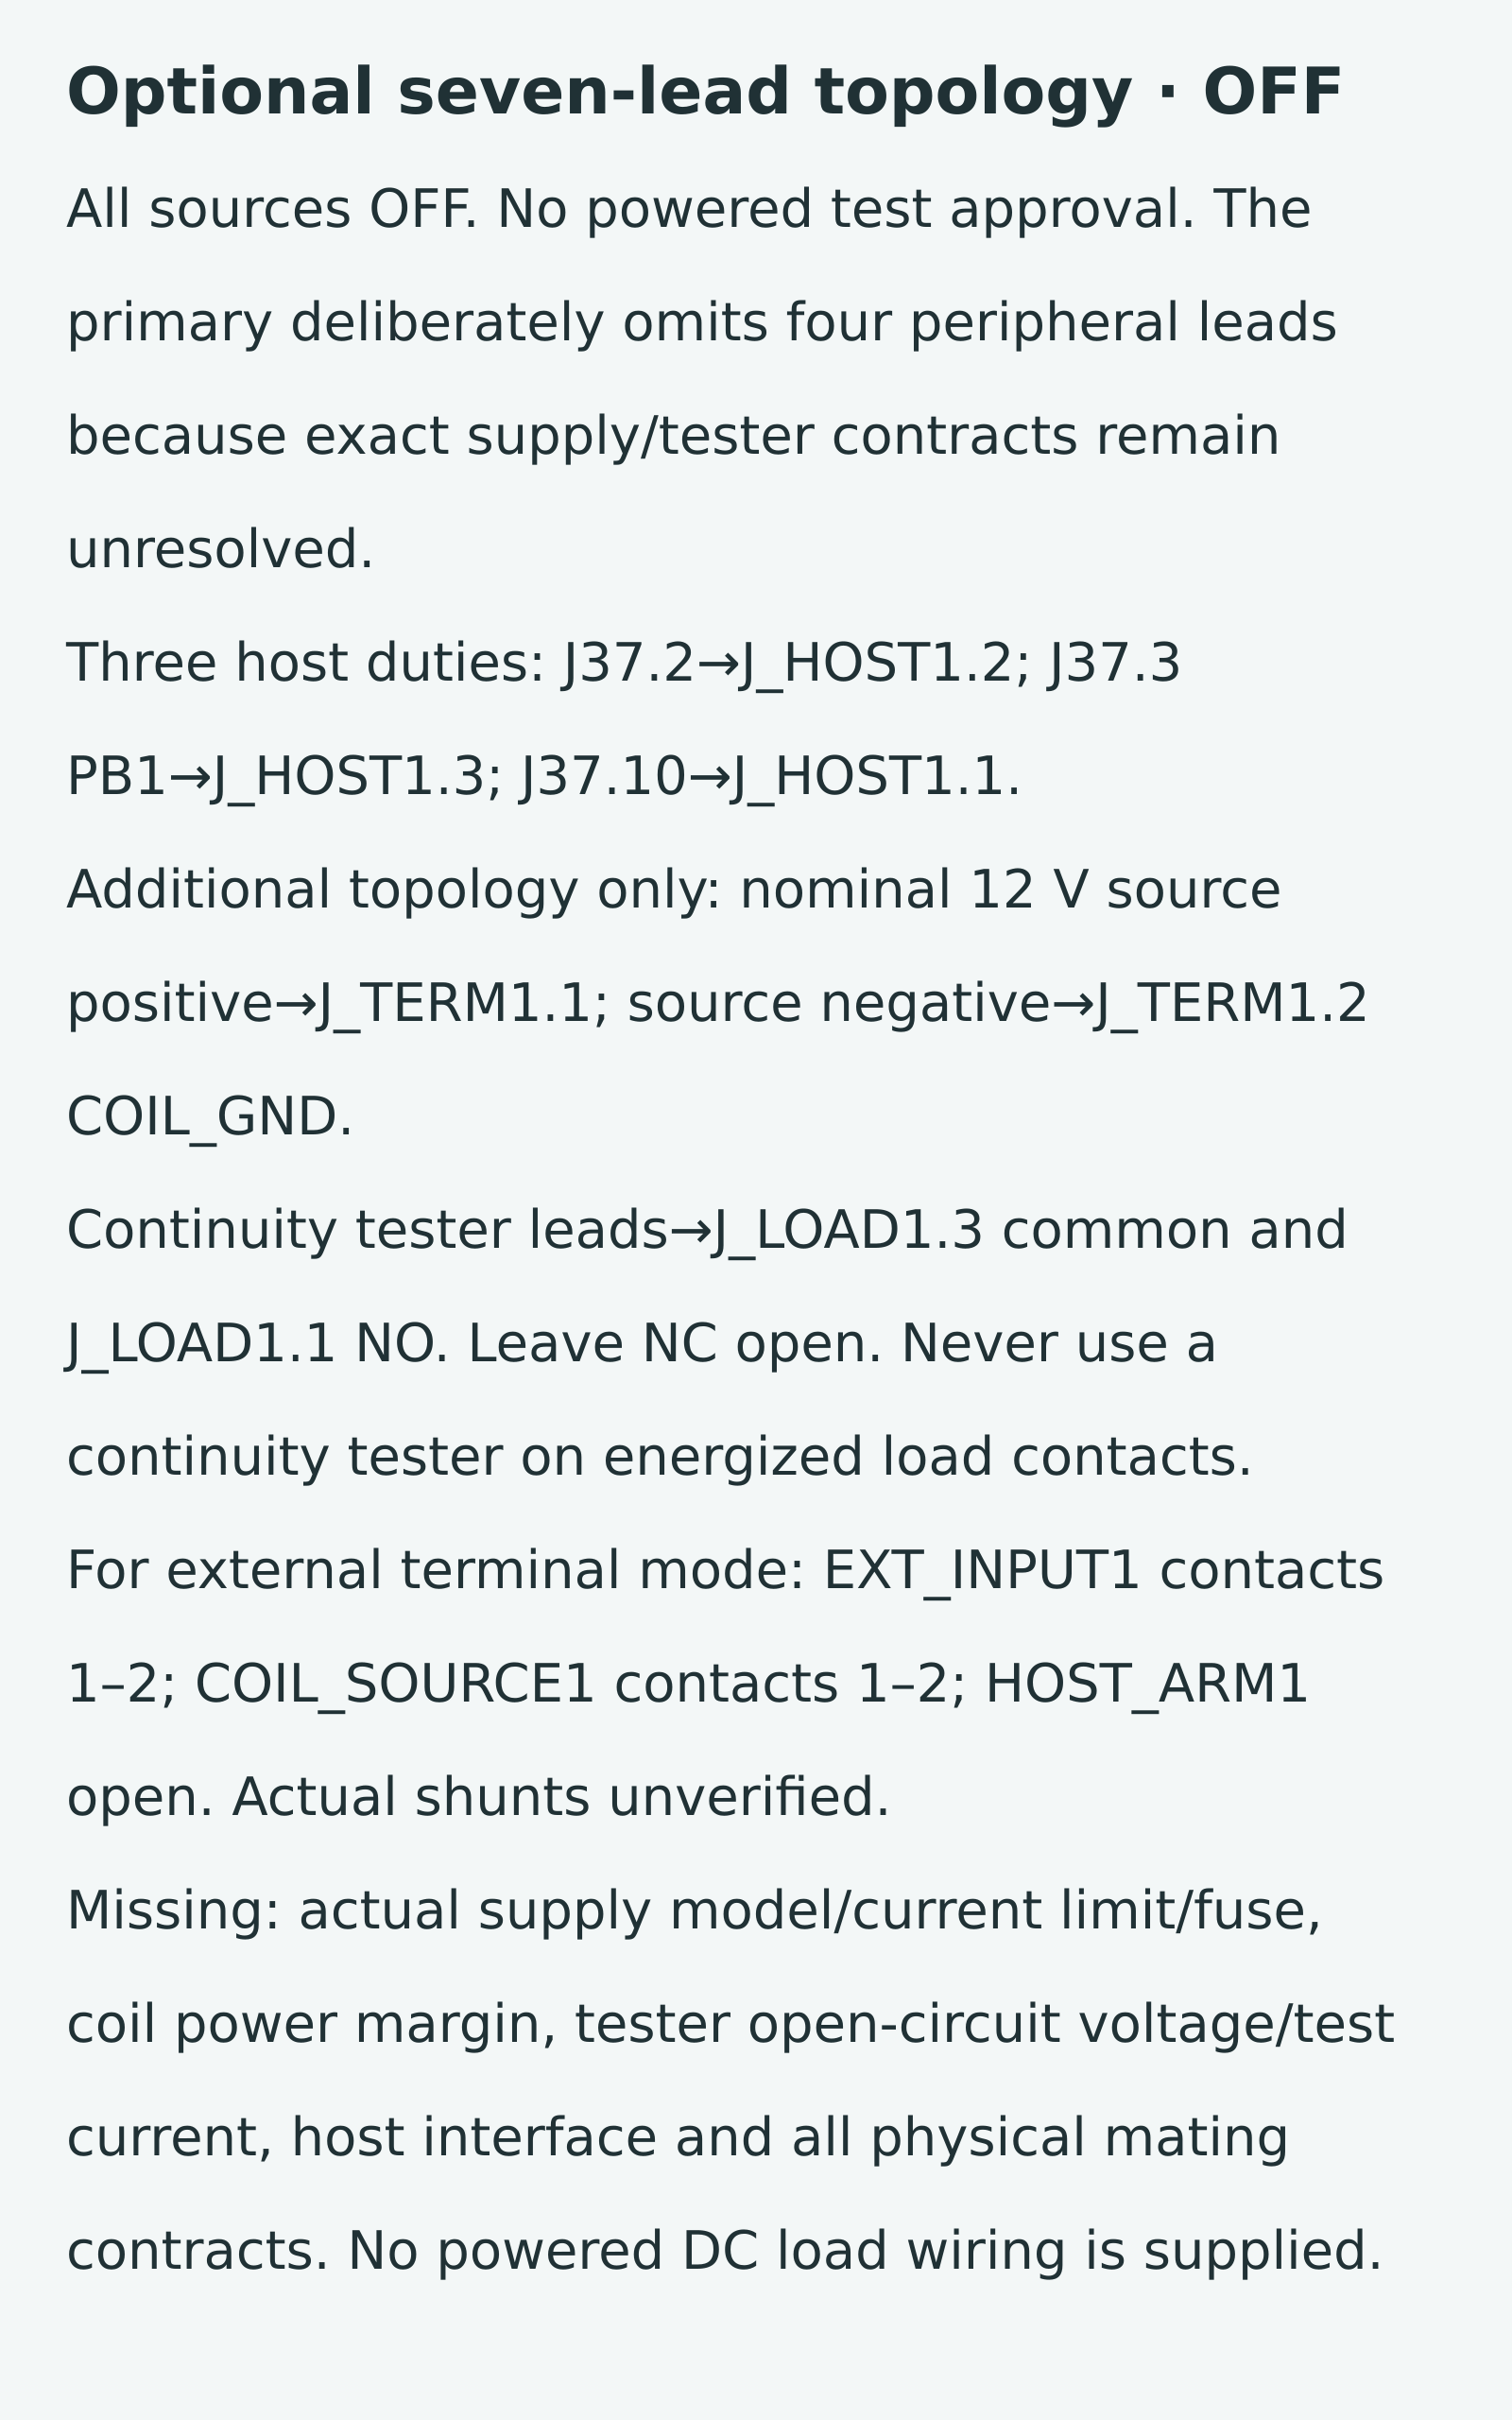 Optional seven-lead topology · OFF
All sources OFF. No powered test approval. The
primary deliberately omits four peripheral leads
because exact supply/tester contracts remain
unresolved.
Three host duties: J37.2→J_HOST1.2; J37.3
PB1→J_HOST1.3; J37.10→J_HOST1.1.
Additional topology only: nominal 12 V source
positive→J_TERM1.1; source negative→J_TERM1.2
COIL_GND.
Continuity tester leads→J_LOAD1.3 common and
J_LOAD1.1 NO. Leave NC open. Never use a
continuity tester on energized load contacts.
For external terminal mode: EXT_INPUT1 contacts
1–2; COIL_SOURCE1 contacts 1–2; HOST_ARM1
open. Actual shunts unverified.
Missing: actual supply model/current limit/fuse,
coil power margin, tester open-circuit voltage/test
current, host interface and all physical mating
contracts. No powered DC load wiring is supplied.